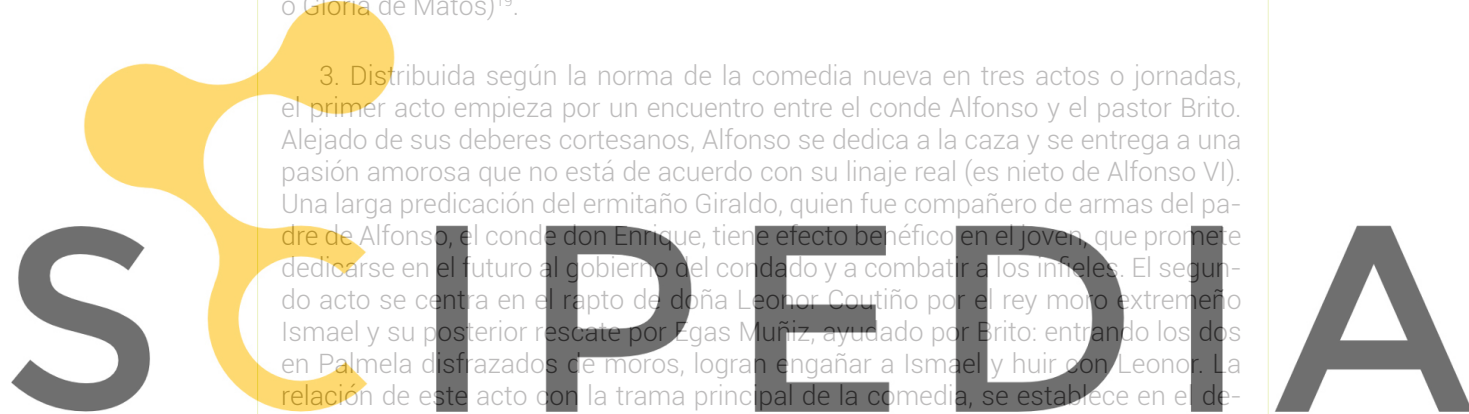 o Gloria de Matos)¹⁹.
3. Distribuida según la norma de la comedia nueva en tres actos o jornadas,
el primer acto empieza por un encuentro entre el conde Alfonso y el pastor Brito.
Alejado de sus deberes cortesanos, Alfonso se dedica a la caza y se entrega a una
pasión amorosa que no está de acuerdo con su linaje real (es nieto de Alfonso VI).
Una larga predicación del ermitaño Giraldo, quien fue compañero de armas del pa-
dre de Alfonso, el conde don Enrique, tiene efecto benéfico en el joven, que promete
dedicarse en el futuro al gobierno del condado y a combatir a los infieles. El segun-
do acto se centra en el rapto de doña Leonor Coutiño por el rey moro extremeño
Ismael y su posterior rescate por Egas Muñiz, ayudado por Brito: entrando los dos
en Palmela disfrazados de moros, logran engañar a Ismael y huir con Leonor. La
relación de este acto con la trama principal de la comedia, se establece en el de-
SCIPEDIA